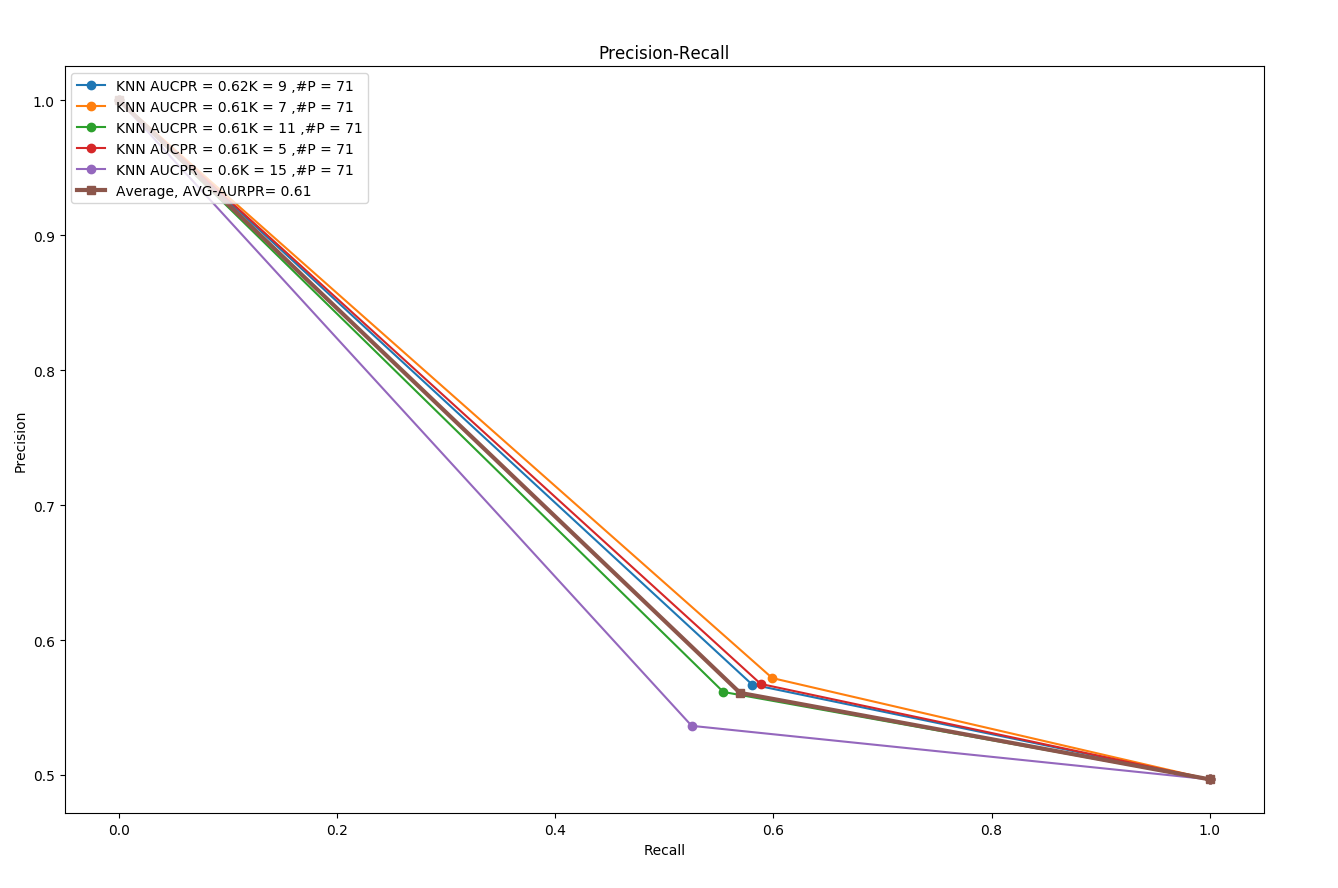 Precision-Recall
KNN AUCPR = 0.62K = 9 ,#P = 71
KNN AUCPR = 0.61K = 7 ,#P = 71
KNN AUCPR = 0.61K = 11 ,#P = 71
KNN AUCPR = 0.61K = 5 ,#P = 71
KNN AUCPR = 0.6K = 15 ,#P = 71
Average, AVG-AURPR= 0.61
1.0
0.9
0.8
0.7
0.6
0.5
Precision
0.0 0.2 0.4 0.6 0.8 1.0
Recall